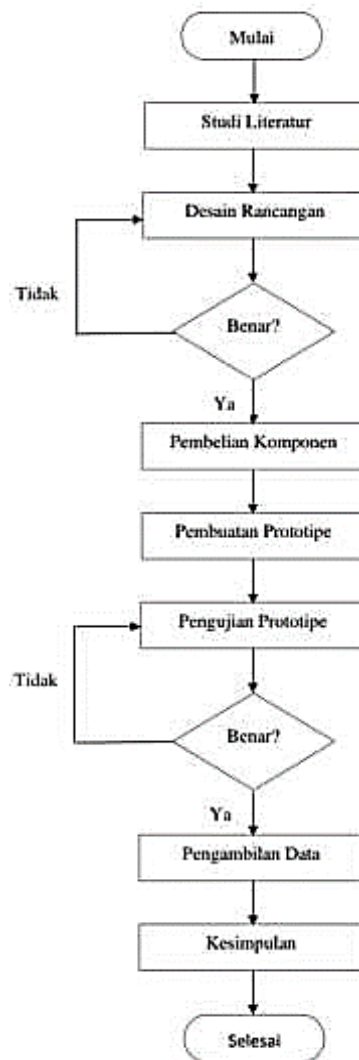 Mulai
Studi Literatur
Desain Rancangan
Tidak
Benar?
Ya
Pembelian Komponen
Pembuatan Prototipe
Pengujian Prototipe
Tidak
Benar?
Ya
Pengambilan Data
Kesimpulan
Selesai